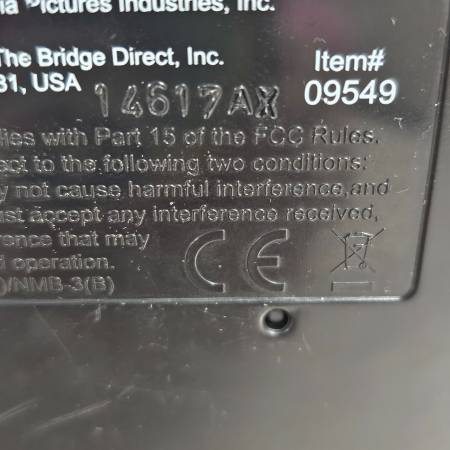 ia Pictures Industries, Inc.
The Bridge Direct, Inc.
31, USA
14617AX
Item#
09549
lies with Part 15 of the FCC Rules.
ect to the following two conditions:
y not cause harmful interference,and
ust accept any interference received,
rence that may
d operation.
)/NMB-3(B)
CE